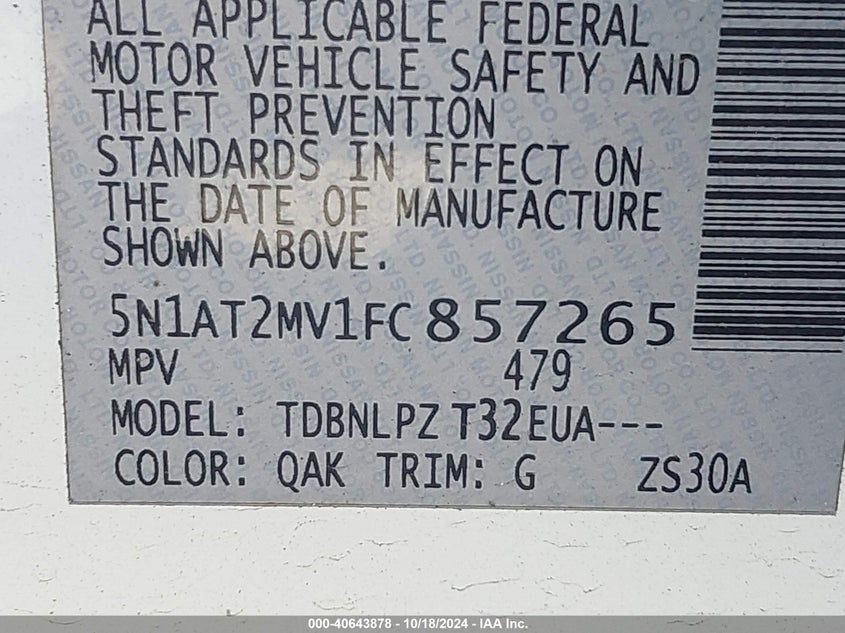 ALL APPLICABLE FEDERAL
MOTOR VEHICLE SAFETY AND
THEFT PREVENTION
STANDARDS IN EFFECT ON
THE DATE OF MANUFACTURE
SHOWN ABOVE.
5N1AT2MV1FC857265
MPV 479
MODEL: TDBNLPZ T32EUA---
COLOR: QAK TRIM: G ZS30A
000-40643878 - 10/18/2024 - IAA Inc.